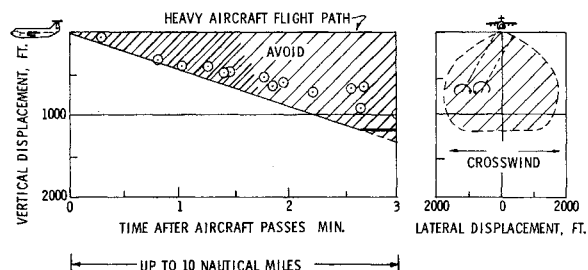 HEAVY AIRCRAFT FLIGHT PATH
AVOID
VERTICAL DISPLACEMENT, FT.
1000
2000
0 1 2 3
TIME AFTER AIRCRAFT PASSES MIN.
UP TO 10 NAUTICAL MILES
CROSSWIND
2000 0 2000
LATERAL DISPLACEMENT, FT.